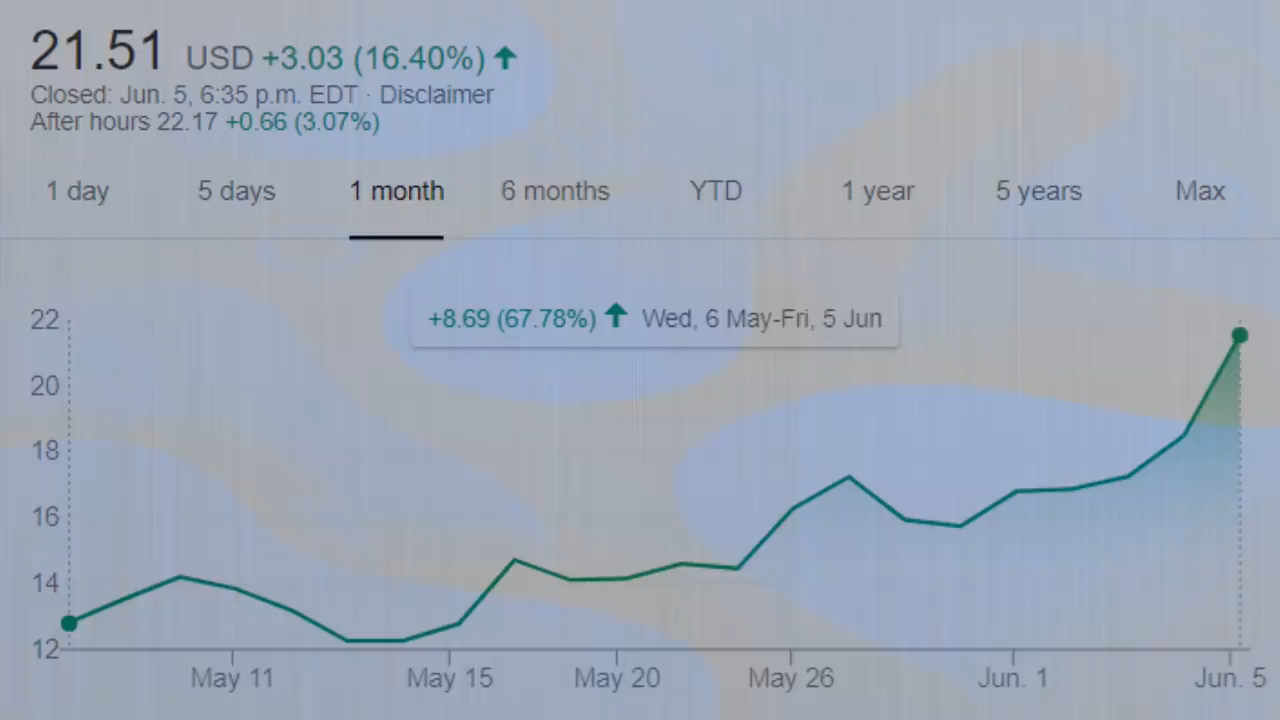 21.51 USD +3.03 (16.40%)
Closed: Jun. 5, 6:35 p.m. EDT · Disclaimer
After hours 22.17 +0.66 (3.07%)
1 day 5 days 1 month 6 months YTD 1 year 5 years Max
+8.69 (67.78%) Wed, 6 May-Fri, 5 Jun
22
20
18
16
14
12
May 11 May 15 May 20 May 26 Jun. 1 Jun. 5